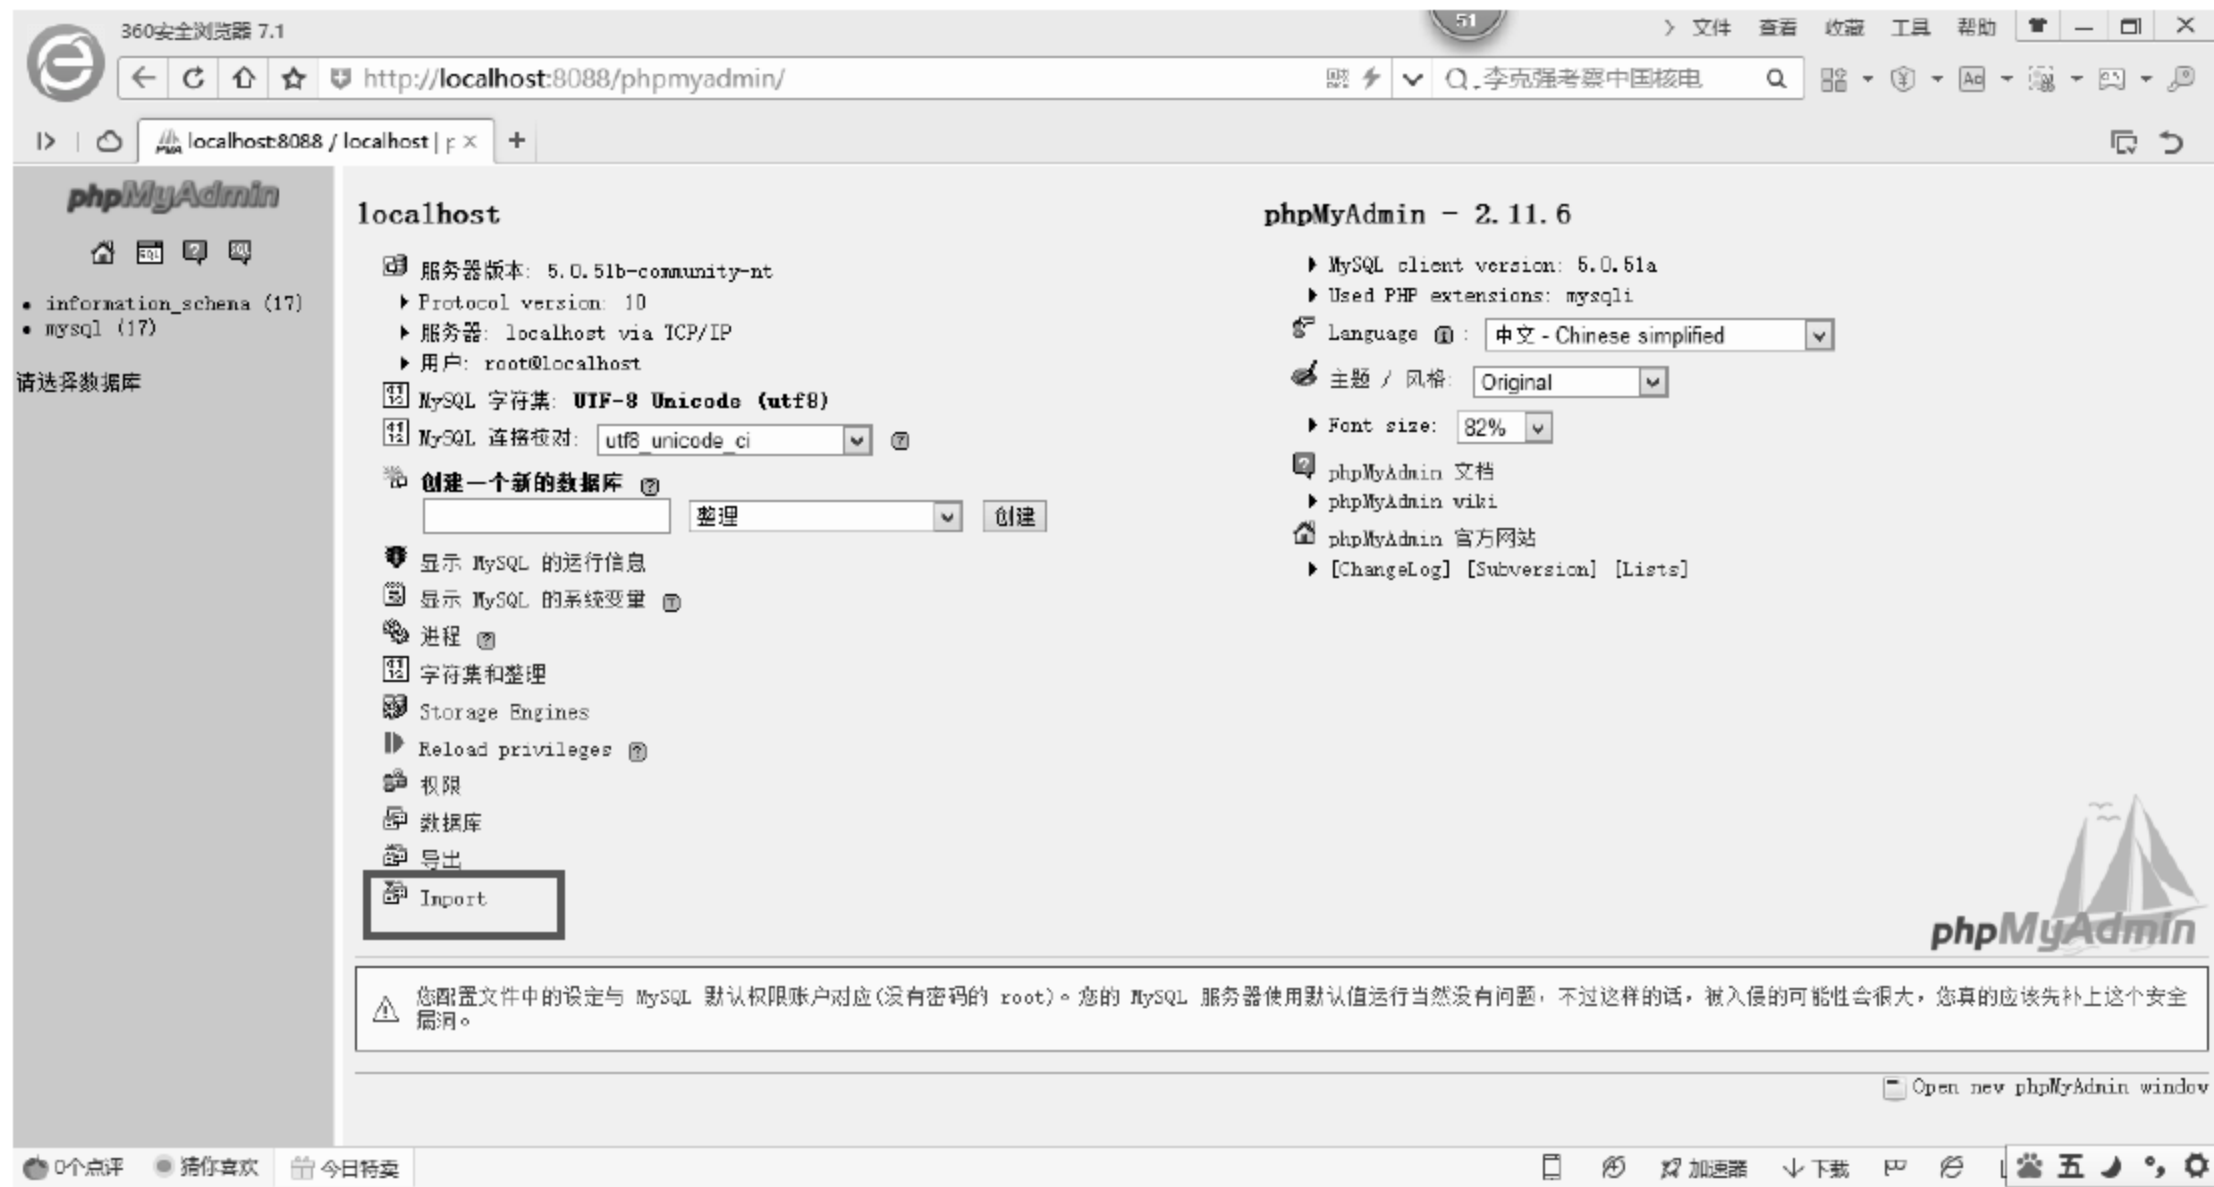 360安全浏览器 7.1
51
文件 查看 收藏 工具 帮助
http://localhost:8088/phpmyadmin/
李克强考察中国核电
localhost:8088 / localhost | p
phpMyAdmin
information_schema (17)
mysql (17)
请选择数据库
localhost
服务器版本: 5.0.51b-community-nt
Protocol version: 10
服务器: localhost via TCP/IP
用户: root@localhost
MySQL 字符集: UTF-8 Unicode (utf8)
MySQL 连接校对: utf8_unicode_ci
创建一个新的数据库
整理 创建
显示 MySQL 的运行信息
显示 MySQL 的系统变量
进程
字符集和整理
Storage Engines
Reload privileges
权限
数据库
导出
Import
phpMyAdmin - 2.11.6
MySQL client version: 5.0.51a
Used PHP extensions: mysqli
Language : 中文 - Chinese simplified
主题 / 风格: Original
Font size: 82%
phpMyAdmin 文档
phpMyAdmin wiki
phpMyAdmin 官方网站
[ChangeLog] [Subversion] [Lists]
phpMyAdmin
您配置文件中的设定与 MySQL 默认权限账户对应(没有密码的 root)。您的 MySQL 服务器使用默认值运行当然没有问题，不过这样的话，被入侵的可能性会很大，您真的应该先补上这个安全
漏洞。
Open new phpMyAdmin window
0个点评 猜你喜欢 今日特卖
加速器 下载 五